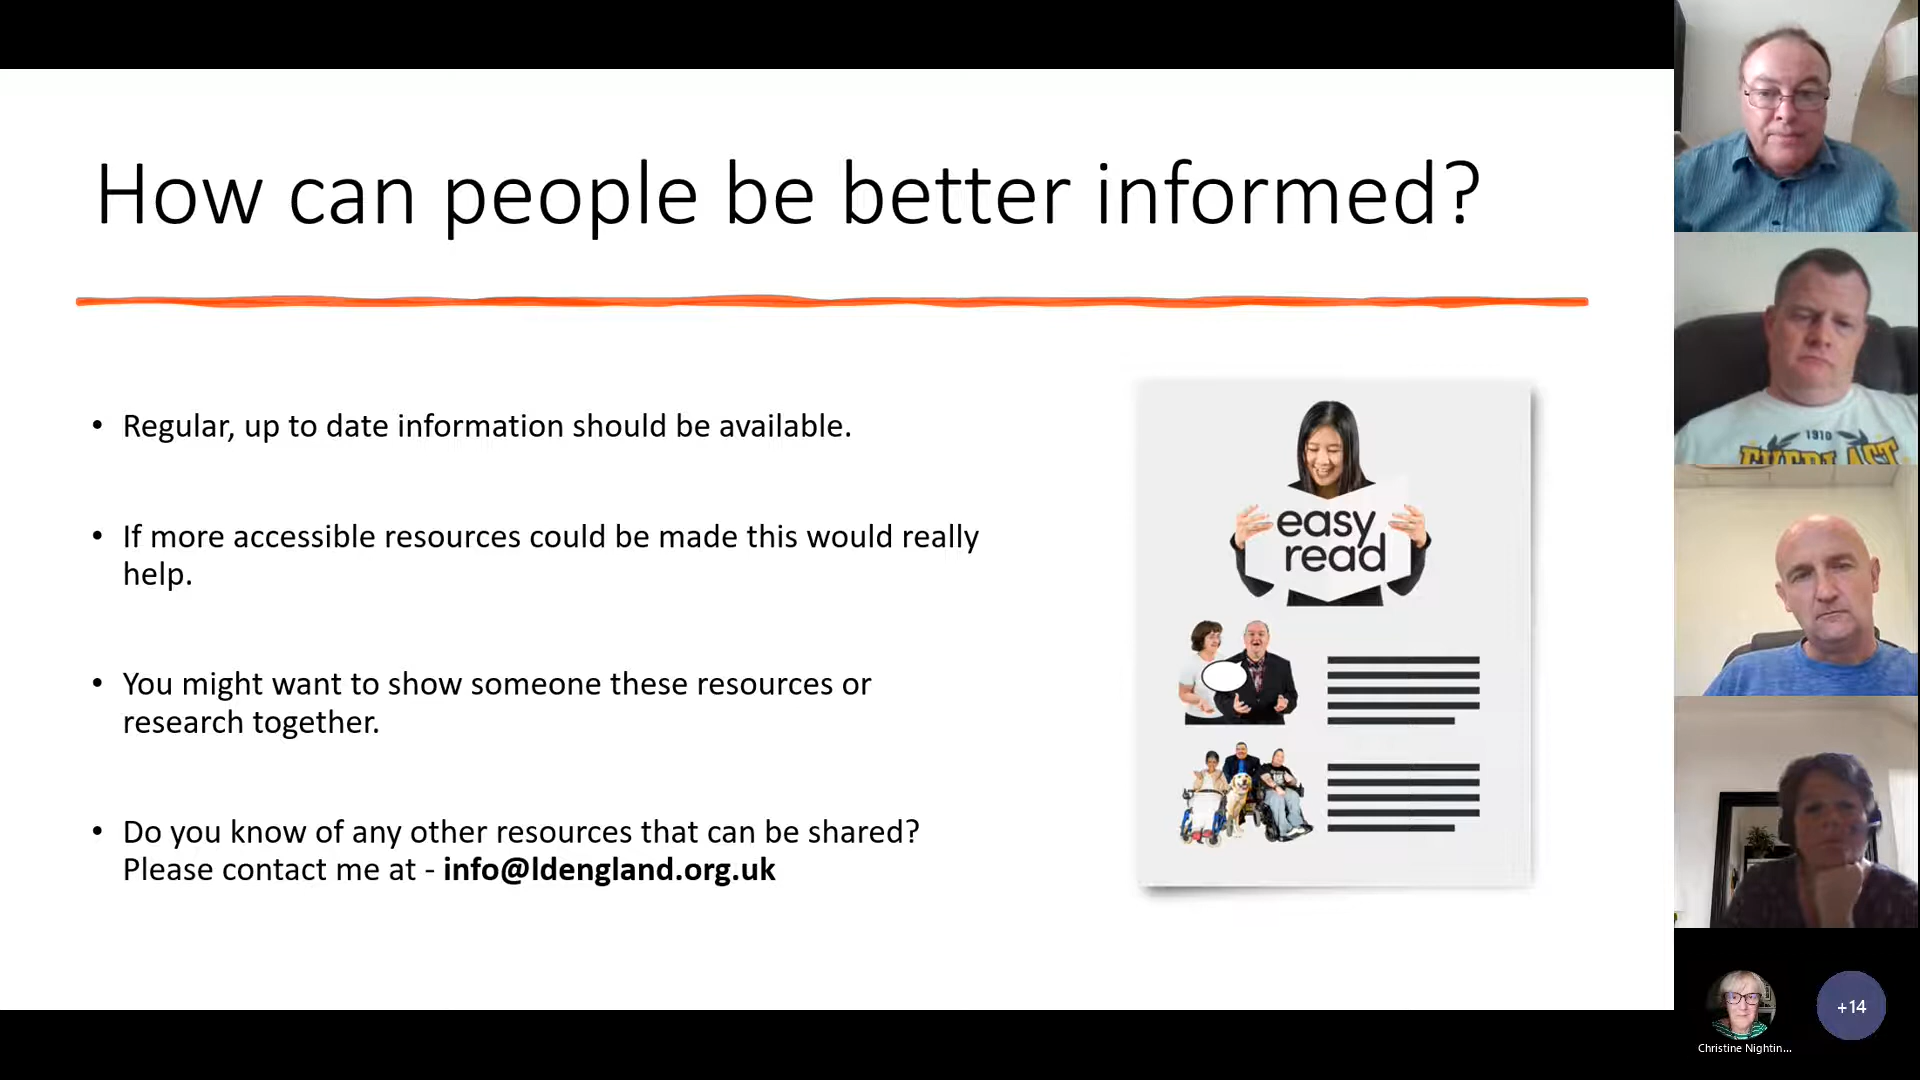 How can people be better informed?
• Regular, up to date information should be available.
• If more accessible resources could be made this would really
help.
• You might want to show someone these resources or
research together.
• Do you know of any other resources that can be shared?
Please contact me at - info@ldengland.org.uk
easy
read
1910
EVERLAST
Christine Nightin...
+14